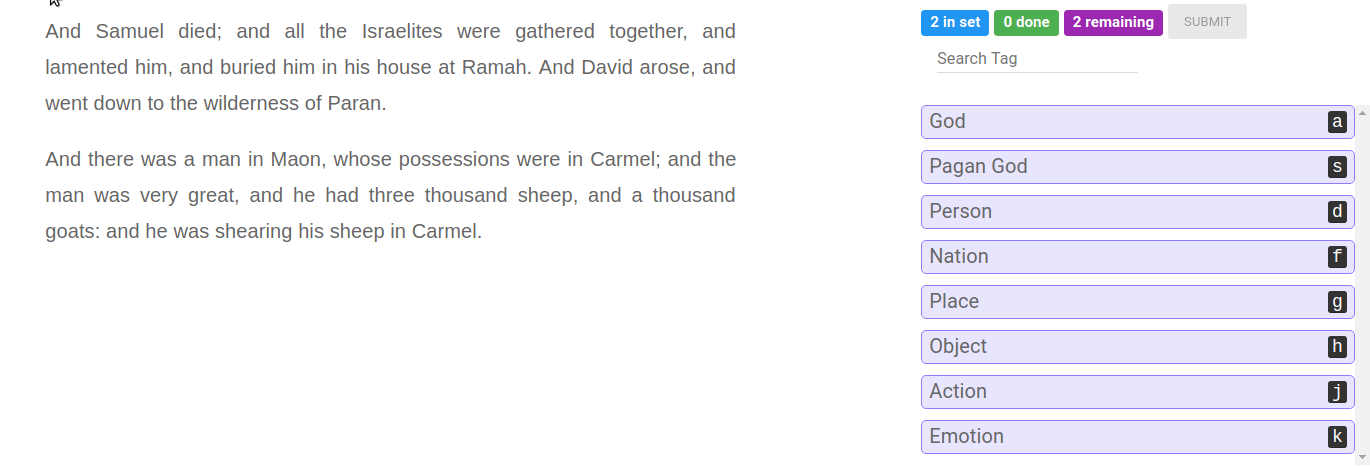 And Samuel died; and all the Israelites were gathered together, and
lamented him, and buried him in his house at Ramah. And David arose, and
went down to the wilderness of Paran.
And there was a man in Maon, whose possessions were in Carmel; and the
man was very great, and he had three thousand sheep, and a thousand
goats: and he was shearing his sheep in Carmel.
2 in set 0 done 2 remaining SUBMIT
Search Tag
God a
Pagan God s
Person d
Nation f
Place g
Object h
Action j
Emotion k